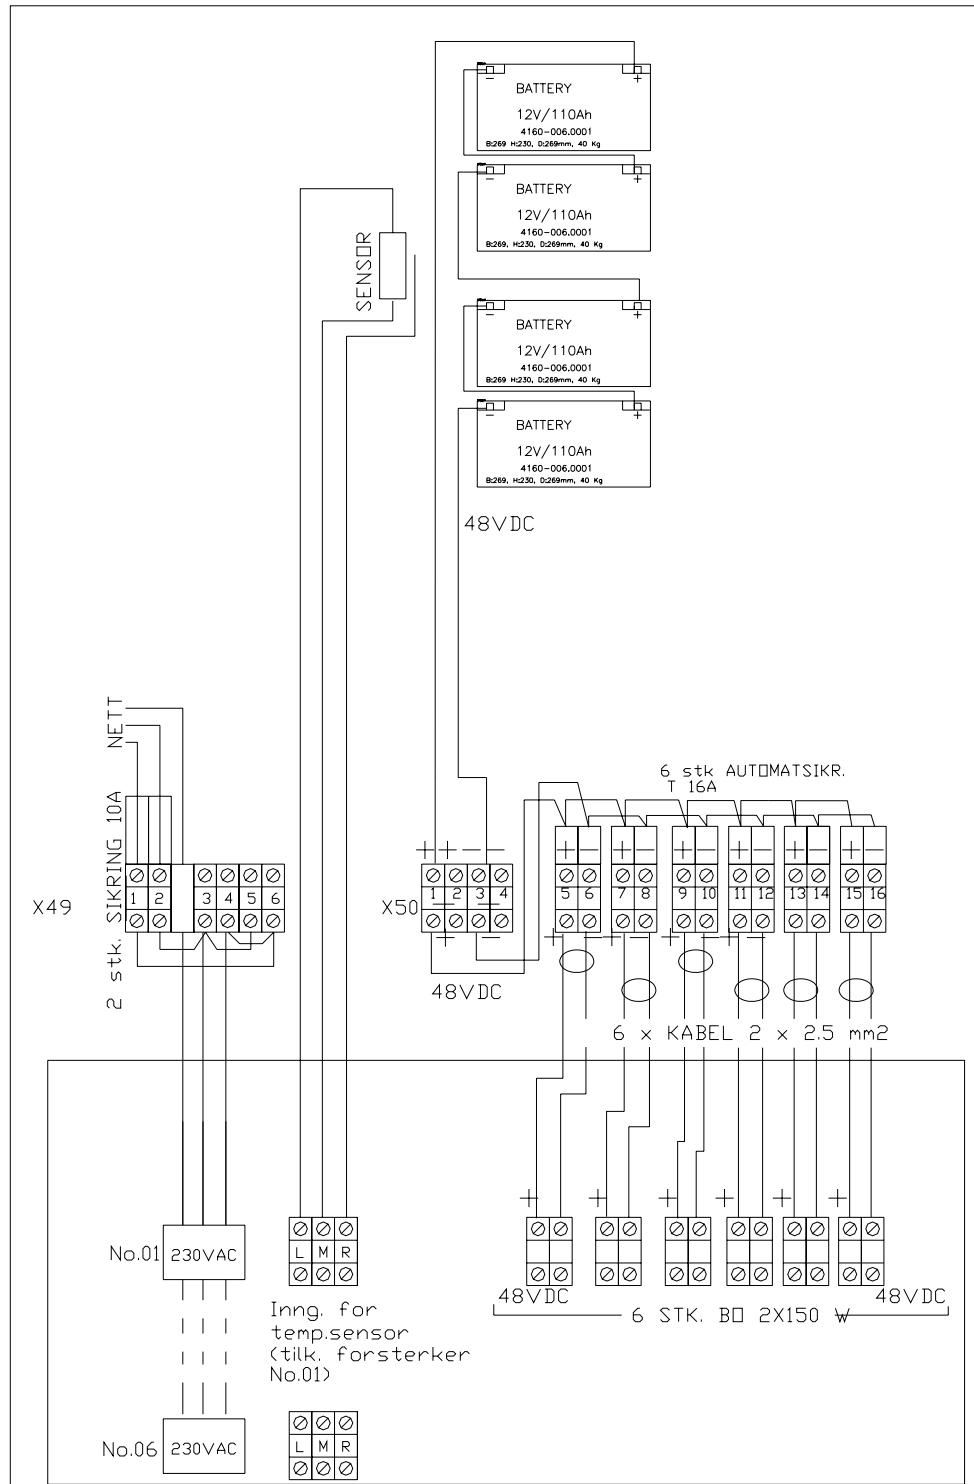 BATTERY
12V/110Ah
4160-006.0001
B:269 H:230, D:269mm, 40 Kg
BATTERY
12V/110Ah
4160-006.0001
B:269, H:230, D:269mm, 40 Kg
SENSOR
BATTERY
12V/110Ah
4160-006.0001
B:269 H:230, D:269mm, 40 Kg
BATTERY
12V/110Ah
4160-006.0001
B:269, H:230, D:269mm, 40 Kg
48VDC
NETT
2 stk. SIKRING 10A
6 stk AUTOMATSIKR.
T 16A
X49
1 2 3 4 5 6
X50
1 2 3 4 5 6 7 8 9 10 11 12 13 14 15 16
48VDC
6 x KABEL 2 x 2.5 mm2
No.01 230VAC
L M R
48VDC 48VDC
6 STK. BO 2X150 W
Inng. for
temp.sensor
(tilk. forsterker
No.01)
No.06 230VAC
L M R